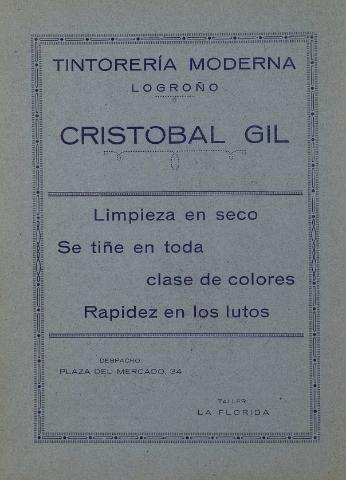 TINTORERÍA MODERNA
LOGROÑO
CRISTOBAL GIL
Limpieza en seco
Se tiñe en toda
clase de colores
Rapidez en los lutos
DESPACHO:
PLAZA DEL MERCADO, 34
TALLER:
LA FLORIDA